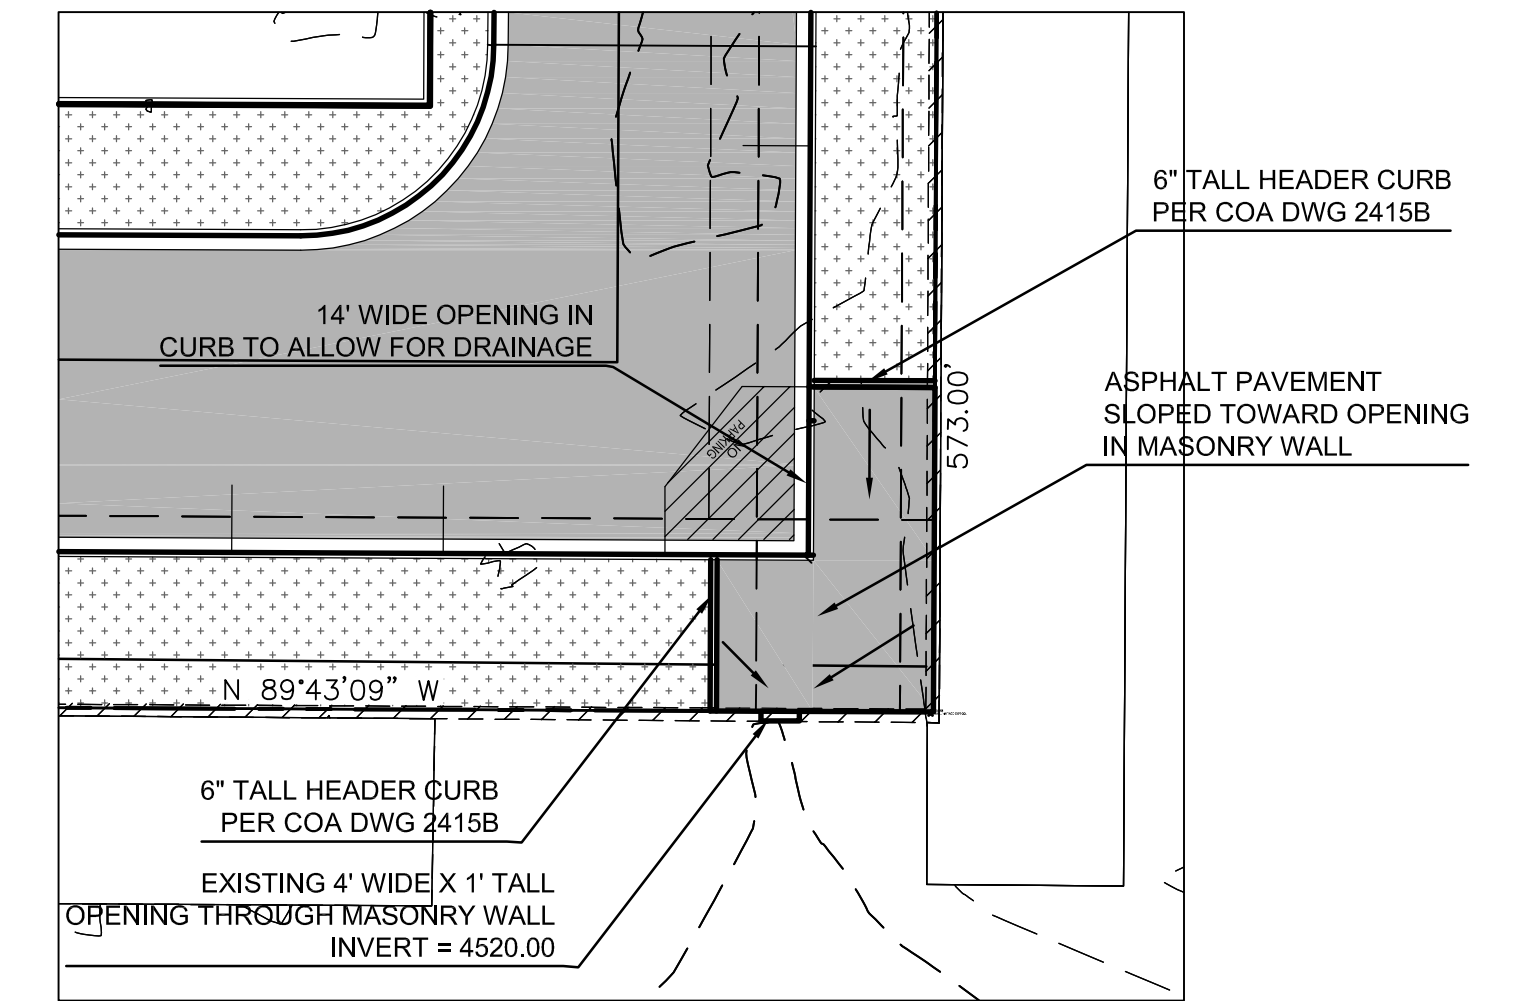 6" TALL HEADER CURB
PER COA DWG 2415B
14' WIDE OPENING IN
CURB TO ALLOW FOR DRAINAGE
573.00'
ASPHALT PAVEMENT
SLOPED TOWARD OPENING
IN MASONRY WALL
NO
PARKING
N 89°43'09" W
6" TALL HEADER CURB
PER COA DWG 2415B
EXISTING 4' WIDE X 1' TALL
OPENING THROUGH MASONRY WALL
INVERT = 4520.00